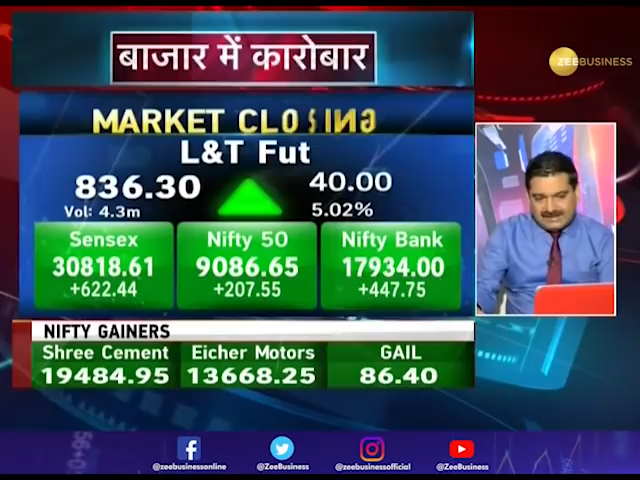 बाजार में कारोबार
ZEEBUSINESS
MARKET CLOSING
L&T Fut
836.30 40.00
Vol: 4.3m 5.02%
Sensex Nifty 50 Nifty Bank
30818.61 9086.65 17934.00
+622.44 +207.55 +447.75
NIFTY GAINERS
Shree Cement Eicher Motors GAIL
19484.95 13668.25 86.40
@zeebusinessonline @ZeeBusiness @zeebusinessofficial @ZeeBusiness